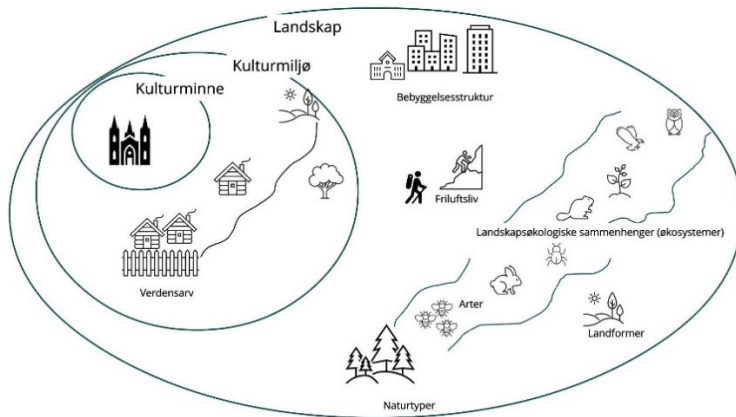 Landskap
Kulturmiljø
Kulturminne
Bebyggelsesstruktur
Friluftsliv
Landskapsøkologiske sammenhenger (økosystemer)
Verdensarv
Arter
Landformer
Naturtyper